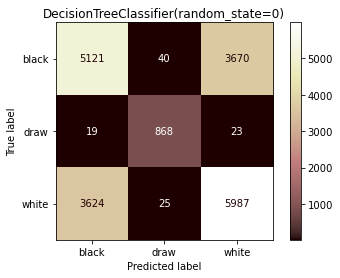 DecisionTreeClassifier(random_state=0)
black 5121 40 3670
draw 19 868 23
white 3624 25 5987
black draw white
Predicted label
True label
5000
4000
3000
2000
1000